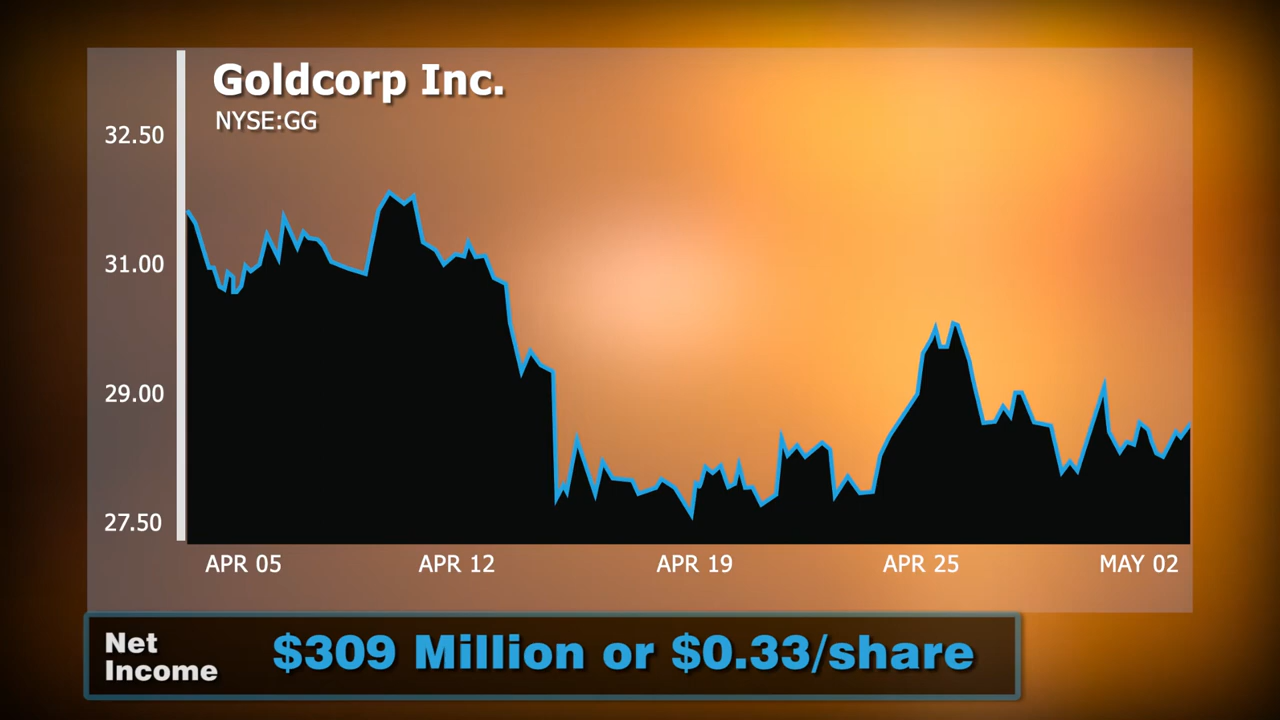 Goldcorp Inc.
NYSE:GG
32.50
31.00
29.00
27.50
APR 05 APR 12 APR 19 APR 25 MAY 02
Net
Income
$309 Million or $0.33/share